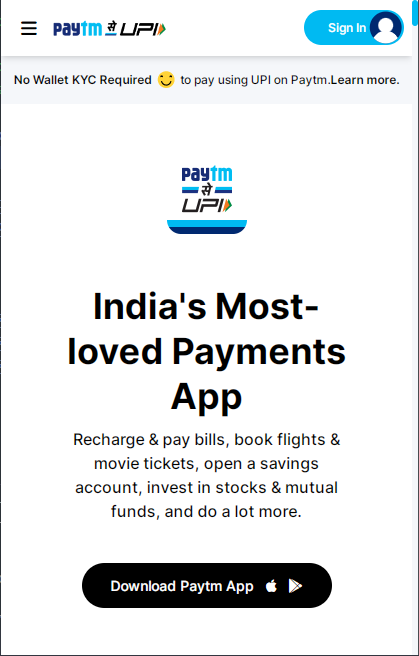 paytm से UPI
Sign In
No Wallet KYC Required to pay using UPI on Paytm.Learn more.
paytm
से
UPI
India's Most-
loved Payments
App
Recharge & pay bills, book flights &
movie tickets, open a savings
account, invest in stocks & mutual
funds, and do a lot more.
Download Paytm App